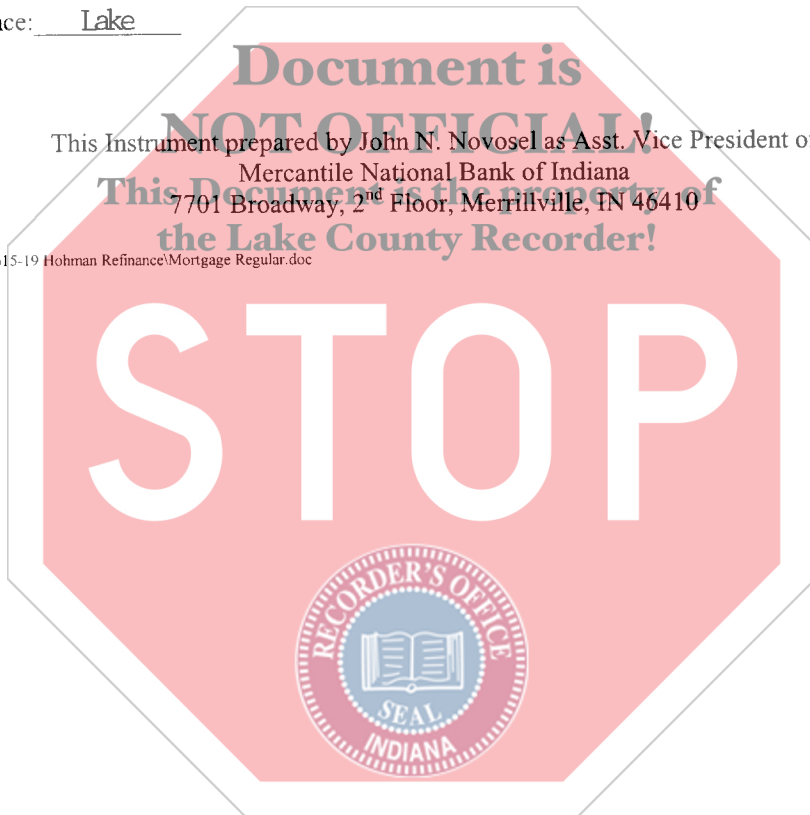 nce: Lake
Document is
NOT OFFICIAL!
This Instrument prepared by John N. Novosel as Asst. Vice President o
Mercantile National Bank of Indiana
This Document is the property of
7701 Broadway, 2nd Floor, Merrillville, IN 46410
the Lake County Recorder!
15-19 Hohman Refinance\Mortgage Regular.doc
STOP
RECORDER'S OFFICE
SEAL
INDIANA